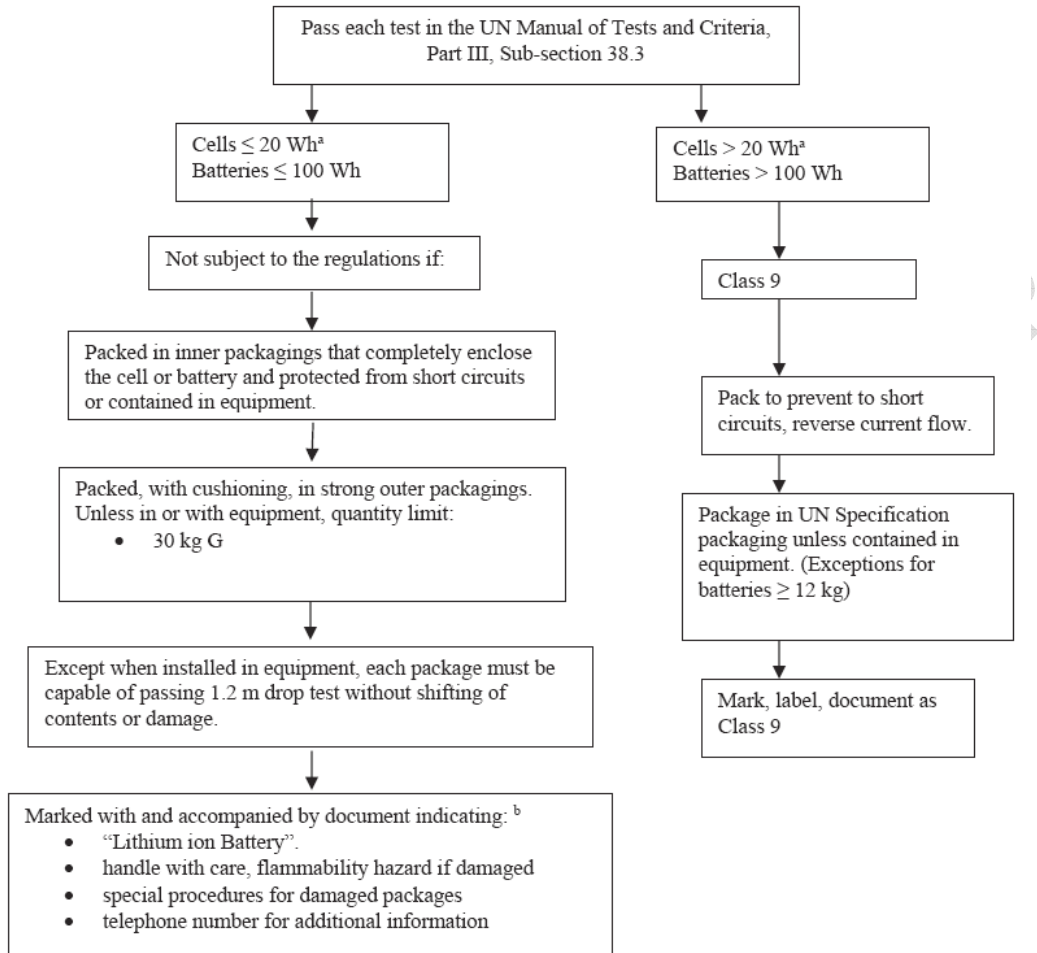 Pass each test in the UN Manual of Tests and Criteria,
Part III, Sub-section 38.3
Cells ≤ 20 Whᵃ
Batteries ≤ 100 Wh
Cells > 20 Whᵃ
Batteries > 100 Wh
Not subject to the regulations if:
Class 9
Packed in inner packagings that completely enclose
the cell or battery and protected from short circuits
or contained in equipment.
Pack to prevent to short
circuits, reverse current flow.
Packed, with cushioning, in strong outer packagings.
Unless in or with equipment, quantity limit:
• 30 kg G
Package in UN Specification
packaging unless contained in
equipment. (Exceptions for
batteries ≥ 12 kg)
Except when installed in equipment, each package must be
capable of passing 1.2 m drop test without shifting of
contents or damage.
Mark, label, document as
Class 9
Marked with and accompanied by document indicating: ᵇ
• “Lithium ion Battery”.
• handle with care, flammability hazard if damaged
• special procedures for damaged packages
• telephone number for additional information